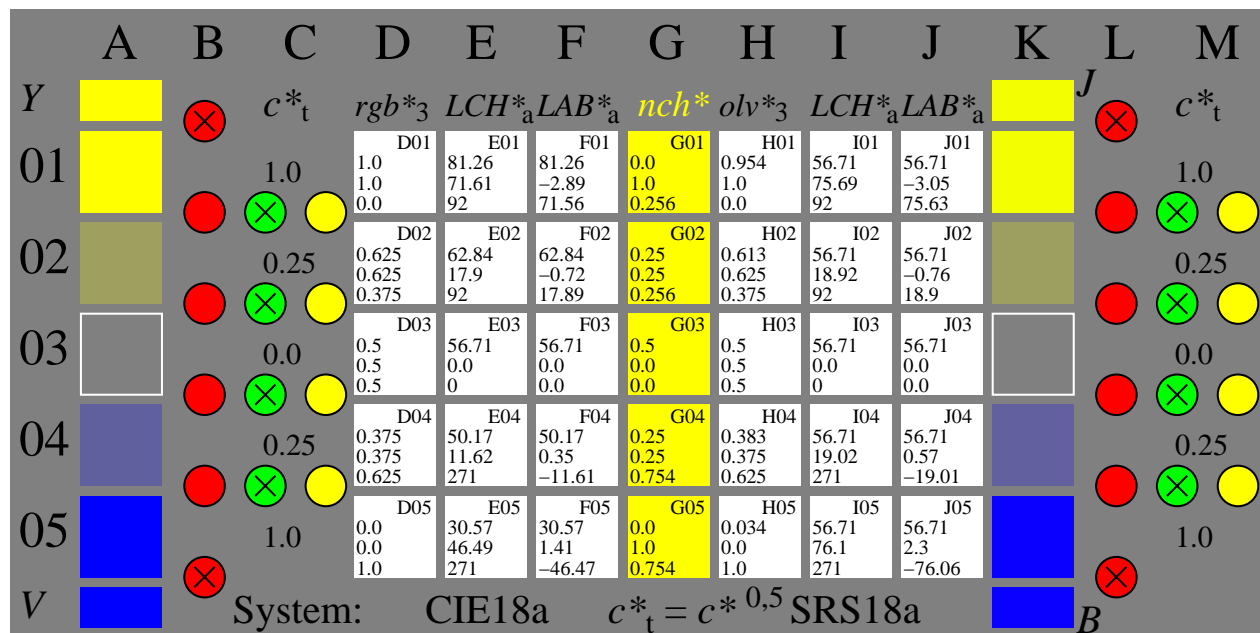 A B C D E F G H I J K L M
Y c*t rgb*3 LCH*a LAB*a nch* olv*3 LCH*a LAB*a J c*t
D01 E01 F01 G01 H01 I01 J01
01 1.0 81.26 81.26 0.0 0.954 56.71 56.71
1.0 1.0 71.61 −2.89 1.0 1.0 75.69 −3.05 1.0
0.0 92 71.56 0.256 0.0 92 75.63
D02 E02 F02 G02 H02 I02 J02
02 0.625 62.84 62.84 0.25 0.613 56.71 56.71
0.25 0.625 17.9 −0.72 0.25 0.625 18.92 −0.76 0.25
0.375 92 17.89 0.256 0.375 92 18.9
D03 E03 F03 G03 H03 I03 J03
03 0.5 56.71 56.71 0.5 0.5 56.71 56.71
0.0 0.5 0.0 0.0 0.0 0.5 0.0 0.0 0.0
0.5 0 0.0 0.0 0.5 0 0.0
D04 E04 F04 G04 H04 I04 J04
04 0.375 50.17 50.17 0.25 0.383 56.71 56.71
0.25 0.375 11.62 0.35 0.25 0.375 19.02 0.57 0.25
0.625 271 −11.61 0.754 0.625 271 −19.01
D05 E05 F05 G05 H05 I05 J05
05 0.0 30.57 30.57 0.0 0.034 56.71 56.71
1.0 0.0 46.49 1.41 1.0 0.0 76.1 2.3 1.0
1.0 271 −46.47 0.754 1.0 271 −76.06
V System: CIE18a c*t = c* 0,5 SRS18a B